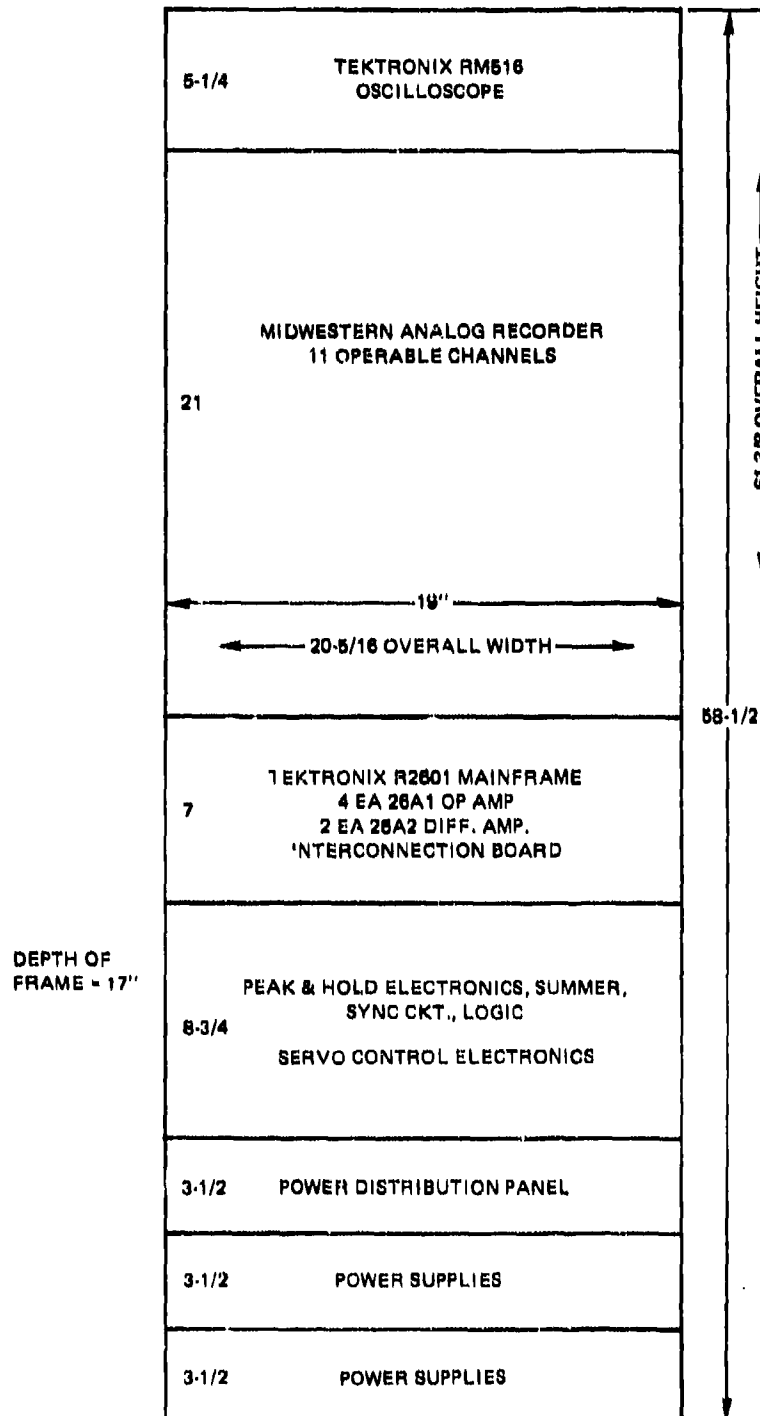 5-1/4
TEKTRONIX RM516
OSCILLOSCOPE
MIDWESTERN ANALOG RECORDER
11 OPERABLE CHANNELS
21
19"
20-5/16 OVERALL WIDTH
OVERALL HEIGHT
58-1/2
7
TEKTRONIX R2601 MAINFRAME
4 EA 26A1 OP AMP
2 EA 26A2 DIFF. AMP.
INTERCONNECTION BOARD
DEPTH OF
FRAME = 17"
8-3/4
PEAK & HOLD ELECTRONICS, SUMMER,
SYNC CKT., LOGIC
SERVO CONTROL ELECTRONICS
3-1/2 POWER DISTRIBUTION PANEL
3-1/2 POWER SUPPLIES
3-1/2 POWER SUPPLIES